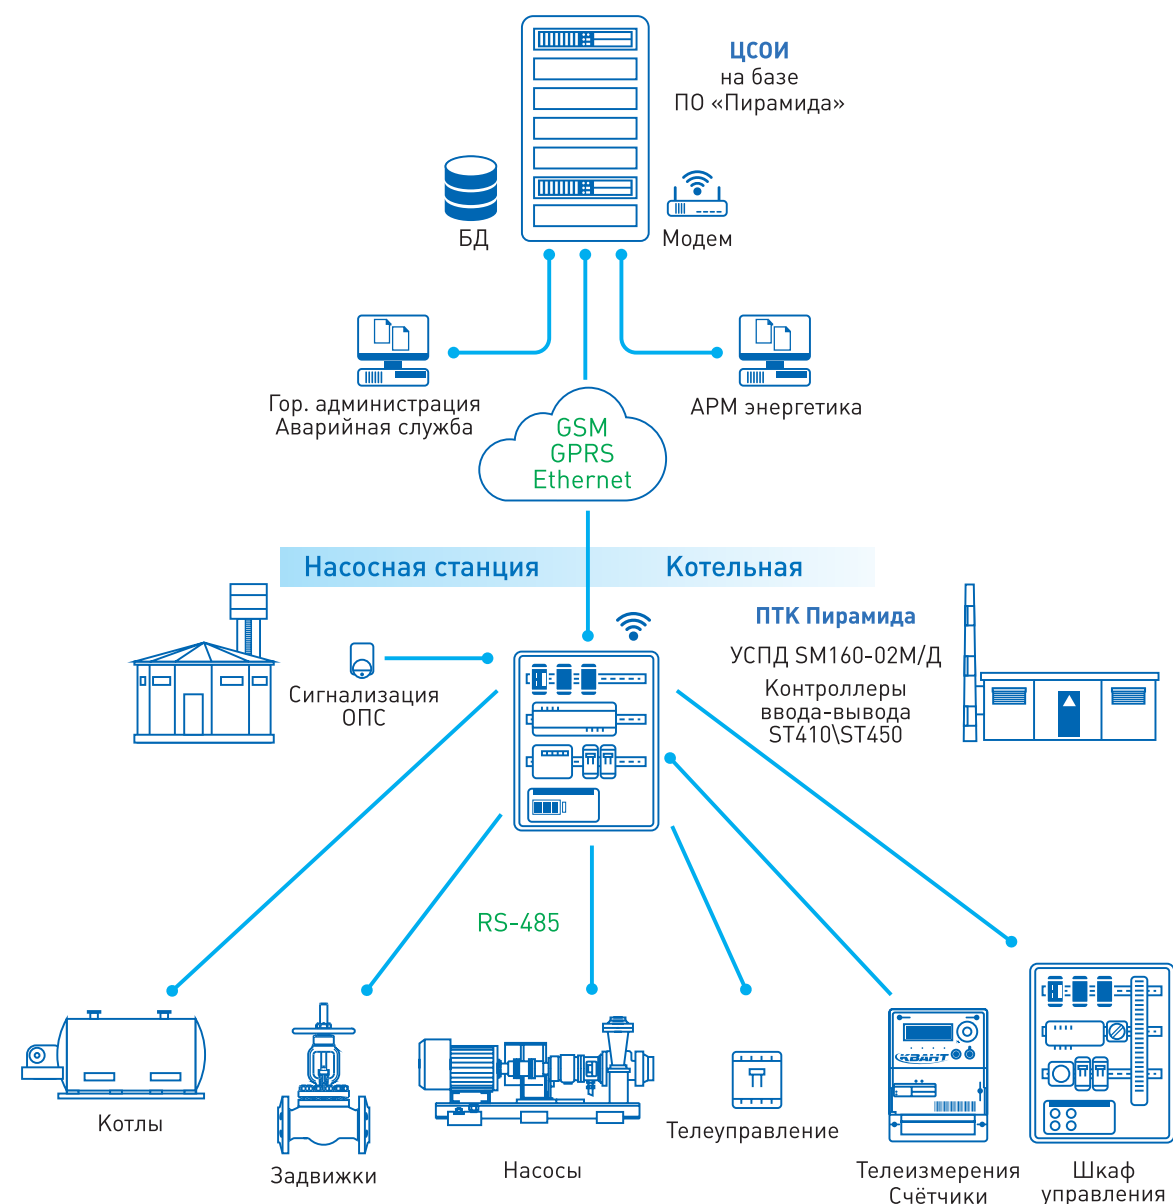 ЦСОИ
на базе
ПО «Пирамида»
БД
Модем
Гор. администрация
Аварийная служба
АРМ энергетика
GSM
GPRS
Ethernet
Насосная станция
Котельная
ПТК Пирамида
УСПД SM160-02М/Д
Контроллеры
ввода-вывода
ST410\ST450
Сигнализация
ОПС
RS-485
КВАНТ
Котлы
Задвижки
Насосы
Телеуправление
Телеизмерения
Счётчики
Шкаф
управления